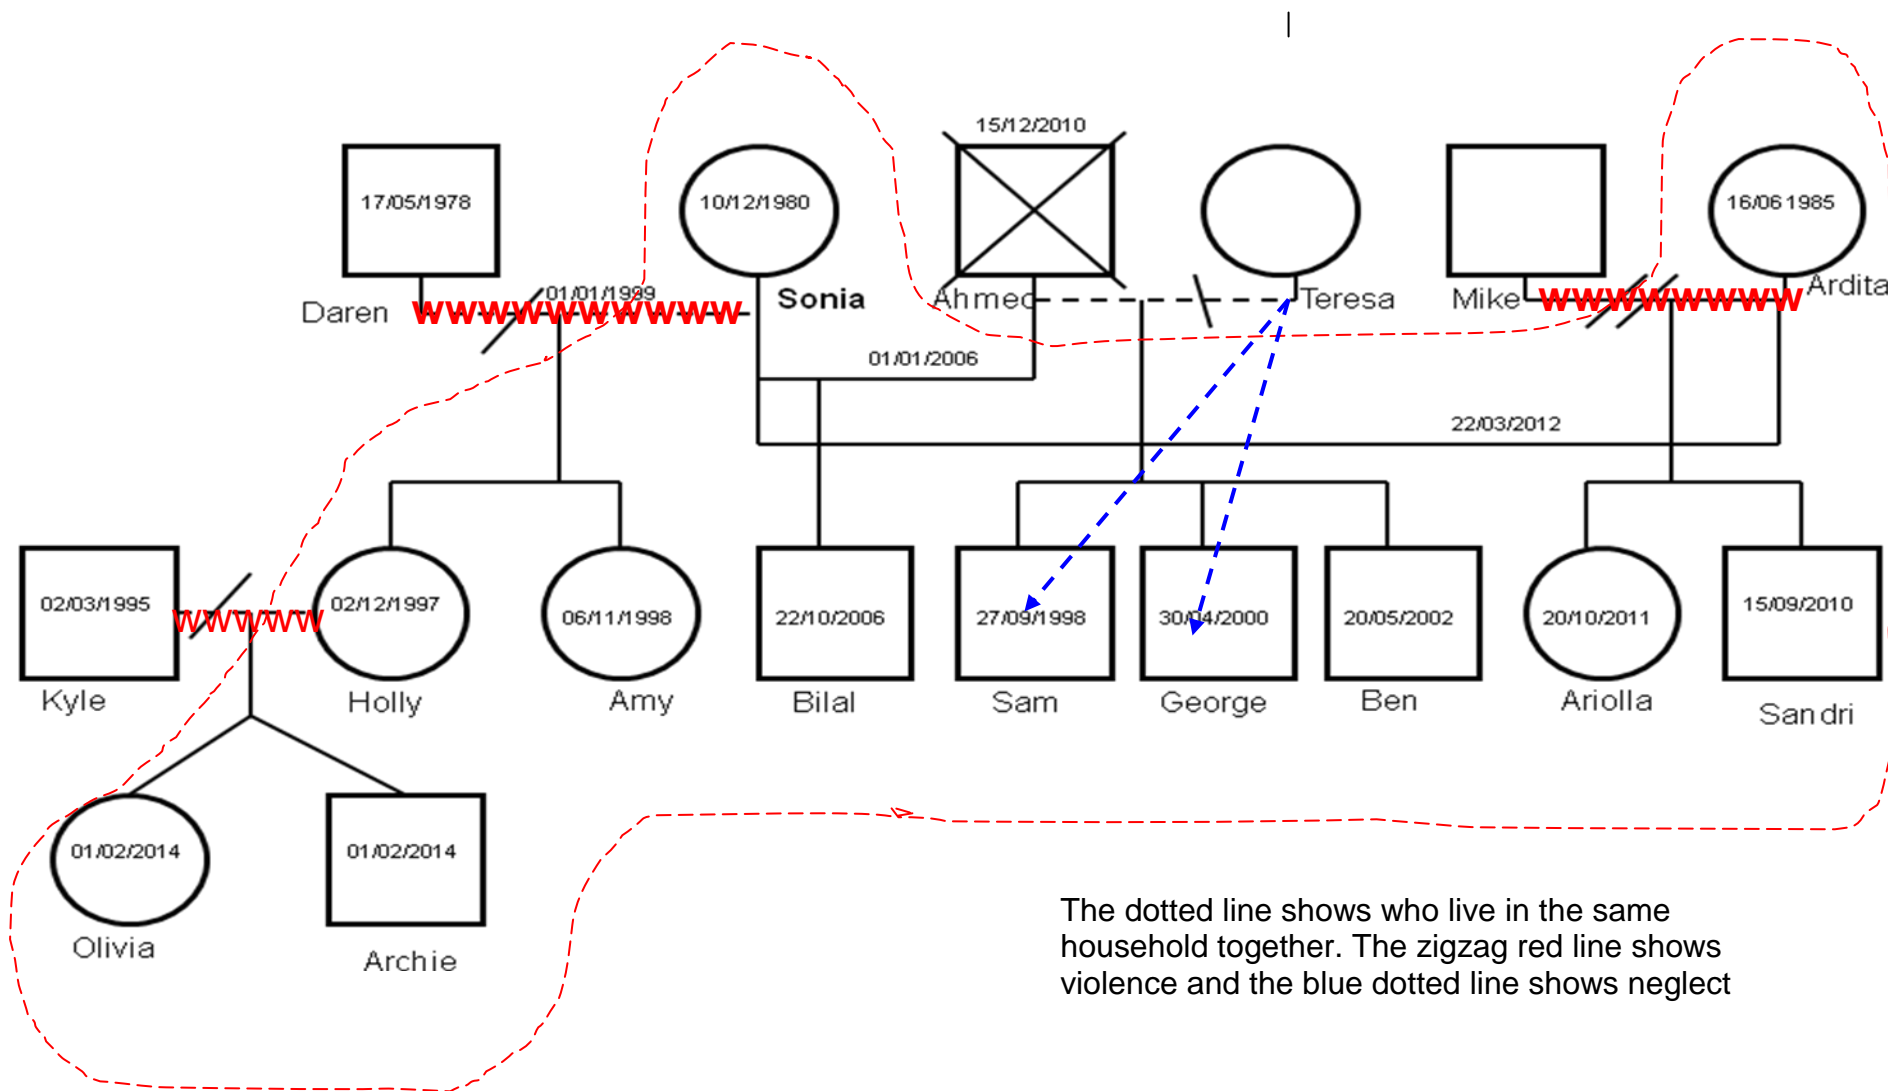 15/12/2010
17/05/1978
10/12/1980
16/06 1985
Daren
01/01/1999
Sonia
Ahmed
Teresa
Mike
Ardita
WWWWWWWWWWW
WWWWWWWW
01/01/2006
22/03/2012
02/03/1995
02/12/1997
06/11/1998
22/10/2006
27/09/1998
30/04/2000
20/05/2002
20/10/2011
15/09/2010
WWWWW
Kyle
Holly
Amy
Bilal
Sam
George
Ben
Ariolla
Sandri
01/02/2014
01/02/2014
Olivia
Archie
The dotted line shows who live in the same
household together. The zigzag red line shows
violence and the blue dotted line shows neglect